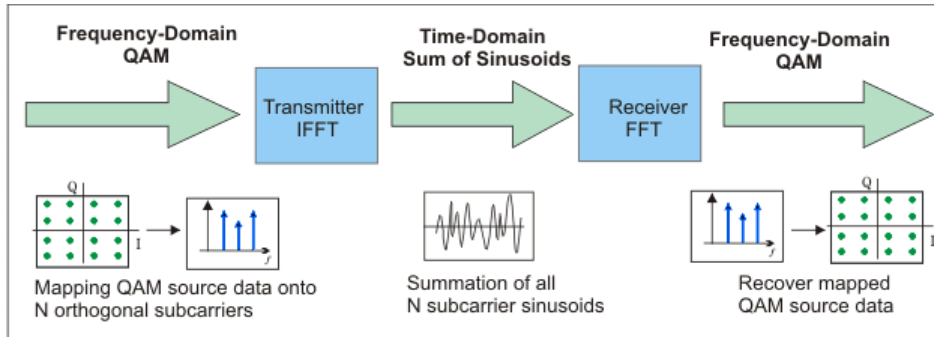 Frequency-Domain
QAM
Time-Domain
Sum of Sinusoids
Frequency-Domain
QAM
Transmitter
IFFT
Receiver
FFT
Q
I
f
f
Q
I
Mapping QAM source data onto
N orthogonal subcarriers
Summation of all
N subcarrier sinusoids
Recover mapped
QAM source data